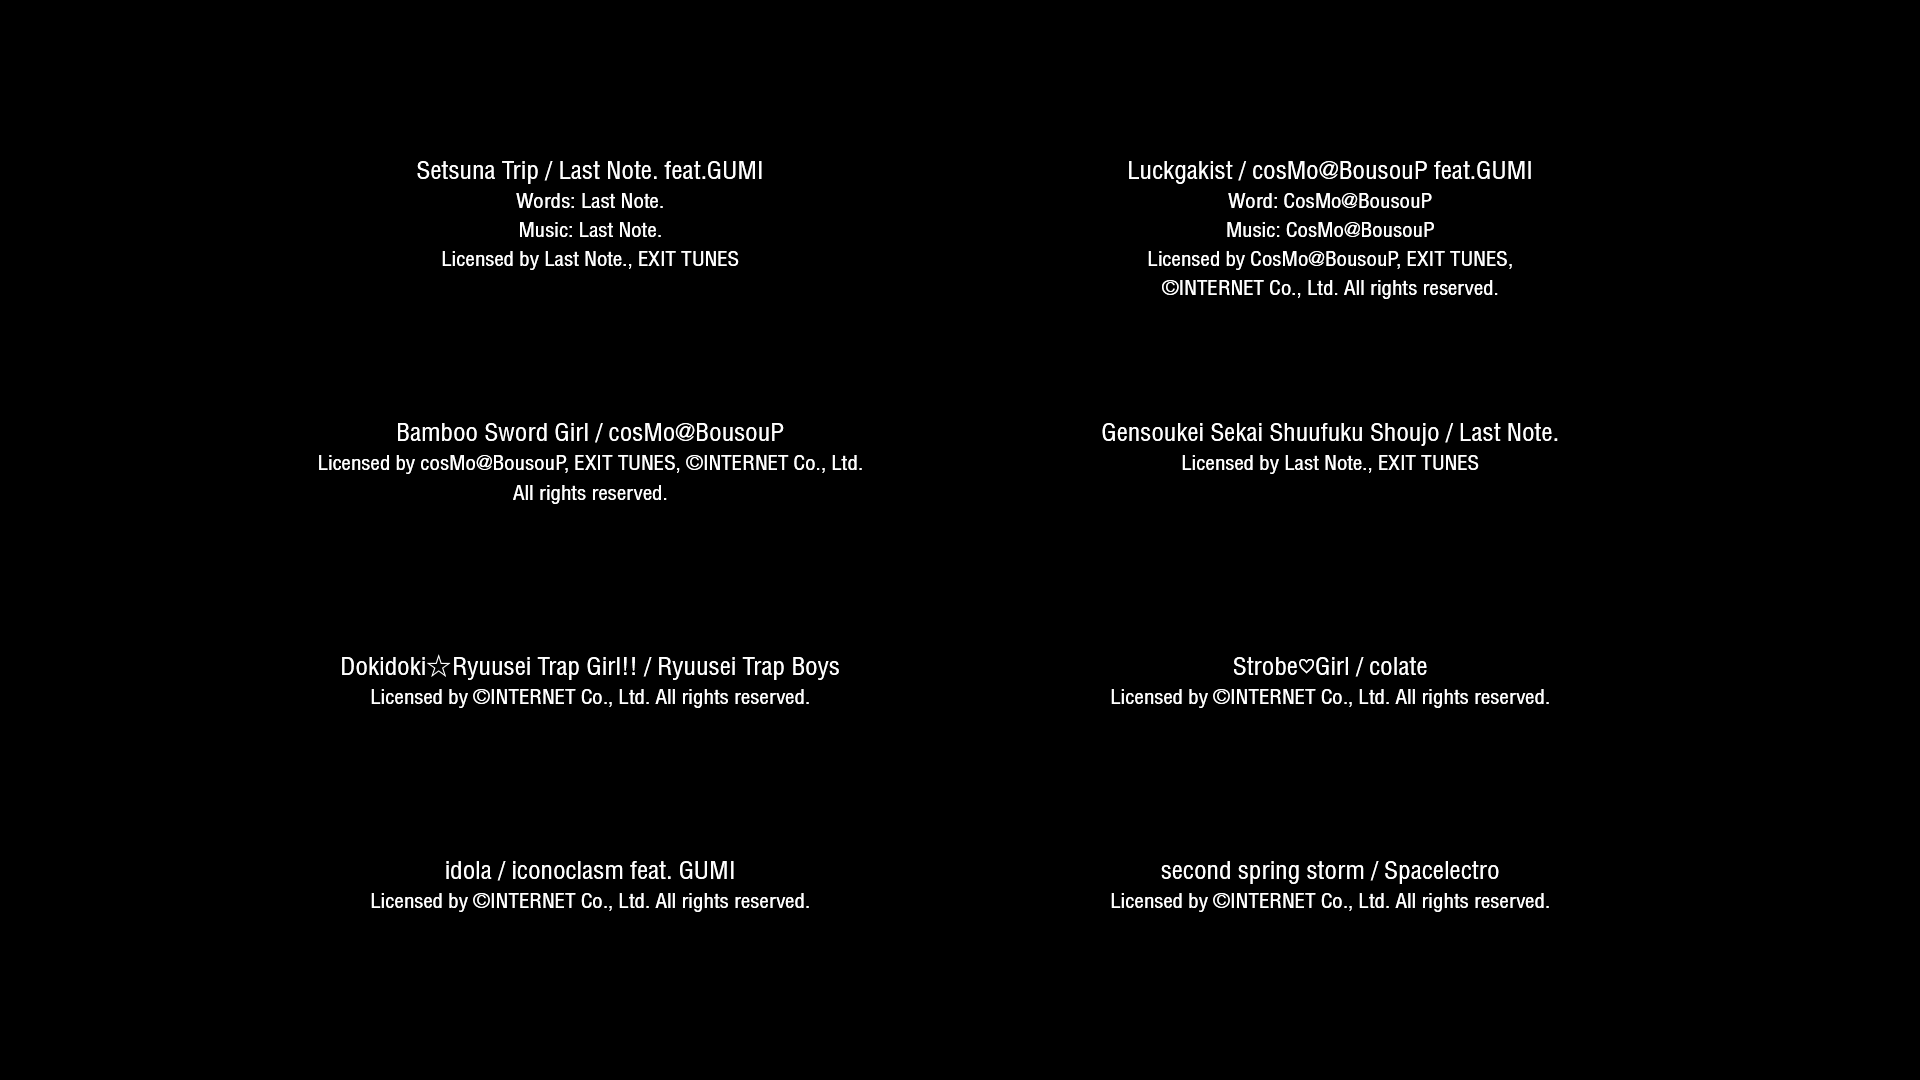 Setsuna Trip / Last Note. feat.GUMI
Words: Last Note.
Music: Last Note.
Licensed by Last Note., EXIT TUNES
Luckgakist / cosMo@BousouP feat.GUMI
Word: CosMo@BousouP
Music: CosMo@BousouP
Licensed by CosMo@BousouP, EXIT TUNES,
©INTERNET Co., Ltd. All rights reserved.
Bamboo Sword Girl / cosMo@BousouP
Licensed by cosMo@BousouP, EXIT TUNES, ©INTERNET Co., Ltd.
All rights reserved.
Gensoukei Sekai Shuufuku Shoujo / Last Note.
Licensed by Last Note., EXIT TUNES
Dokidoki☆Ryuusei Trap Girl!! / Ryuusei Trap Boys
Licensed by ©INTERNET Co., Ltd. All rights reserved.
Strobe♡Girl / colate
Licensed by ©INTERNET Co., Ltd. All rights reserved.
idola / iconoclasm feat. GUMI
Licensed by ©INTERNET Co., Ltd. All rights reserved.
second spring storm / Spacelectro
Licensed by ©INTERNET Co., Ltd. All rights reserved.